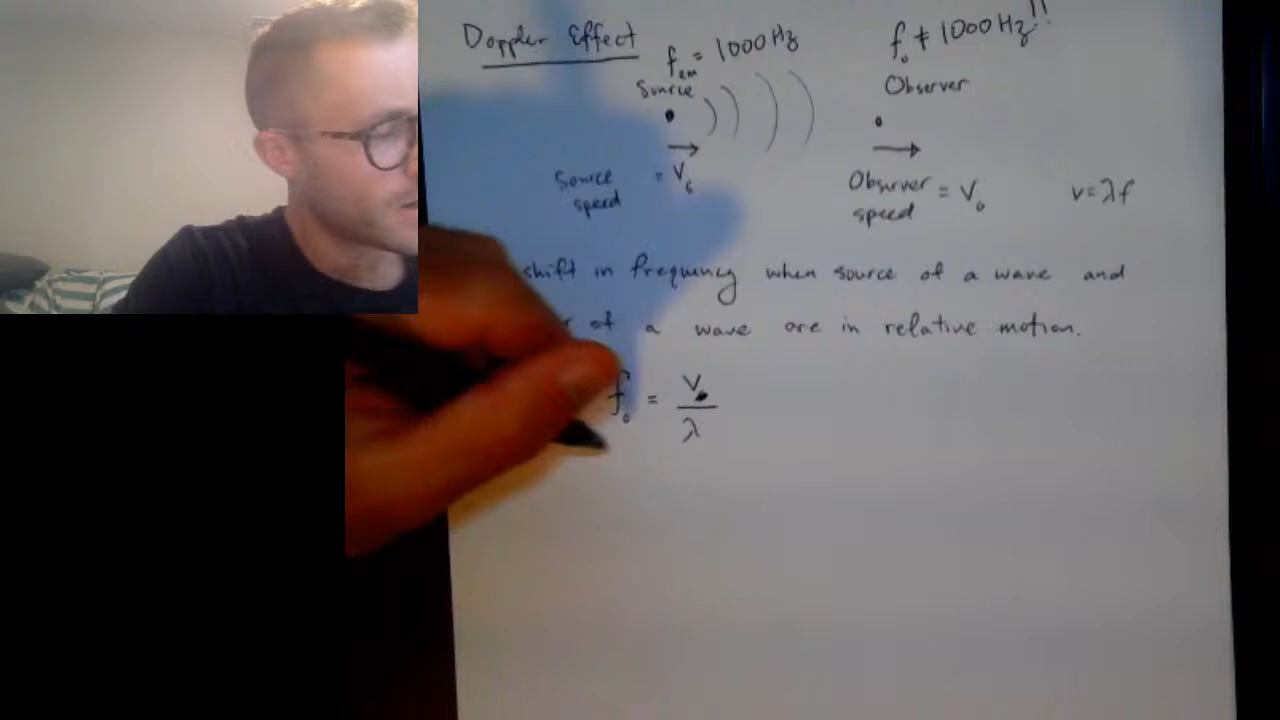 Doppler Effect
f_em = 1000 Hz
f_o ≠ 1000 Hz!!
Source
Observer
Source speed = V_s
Observer speed = V_o
v = λf
shift in frequency when source of a wave and
of a wave are in relative motion.
f_o = V / λ